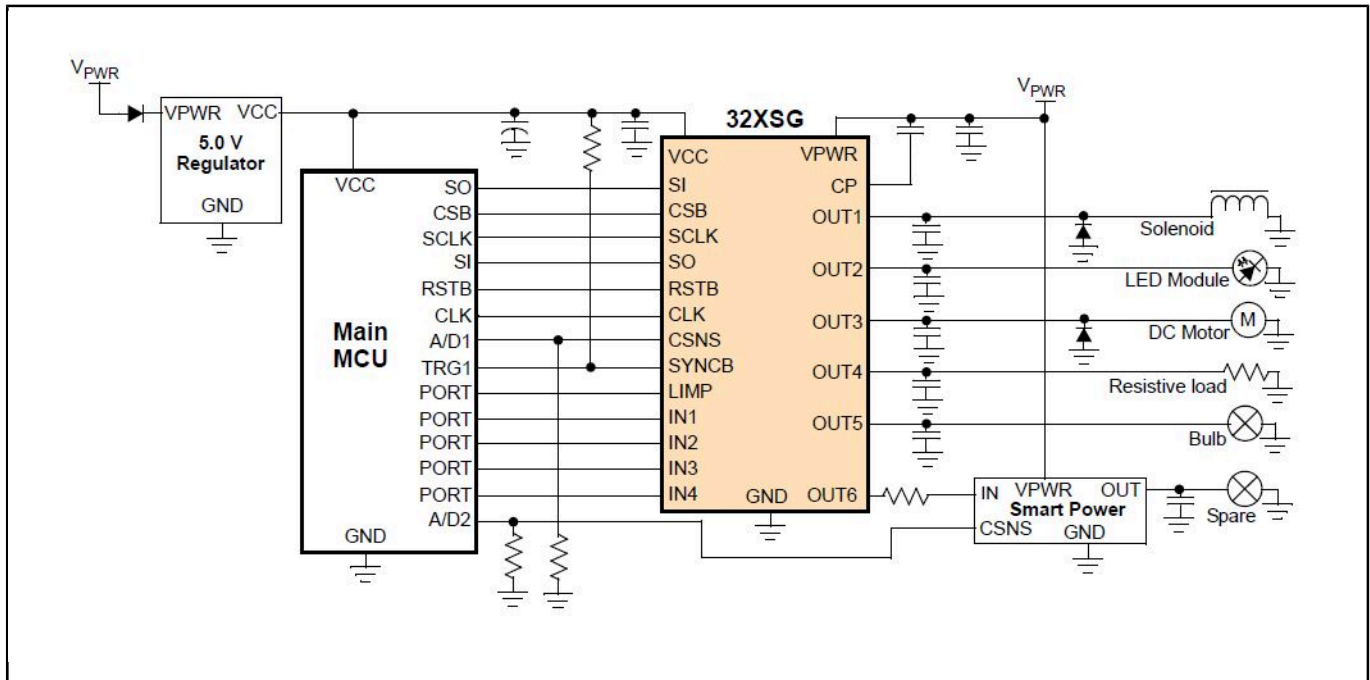 VPWR
VPWR VCC
5.0 V
Regulator
GND
Main
MCU
VCC
SO
CSB
SCLK
SI
RSTB
CLK
A/D1
TRG1
PORT
PORT
PORT
PORT
PORT
A/D2
GND
32XSG
VCC
SI
CSB
SCLK
SO
RSTB
CLK
CSNS
SYNCB
LIMP
IN1
IN2
IN3
IN4
GND
VPWR
CP
OUT1
OUT2
OUT3
OUT4
OUT5
OUT6
VPWR
Solenoid
LED Module
M
DC Motor
Resistive load
Bulb
IN VPWR OUT
Smart Power
CSNS GND
Spare